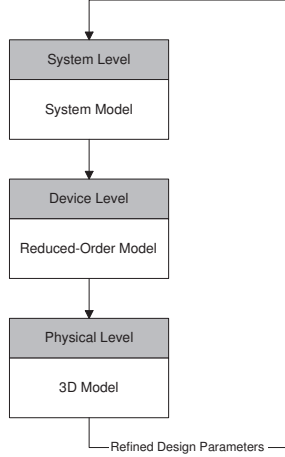 System Level
System Model
Device Level
Reduced-Order Model
Physical Level
3D Model
Refined Design Parameters